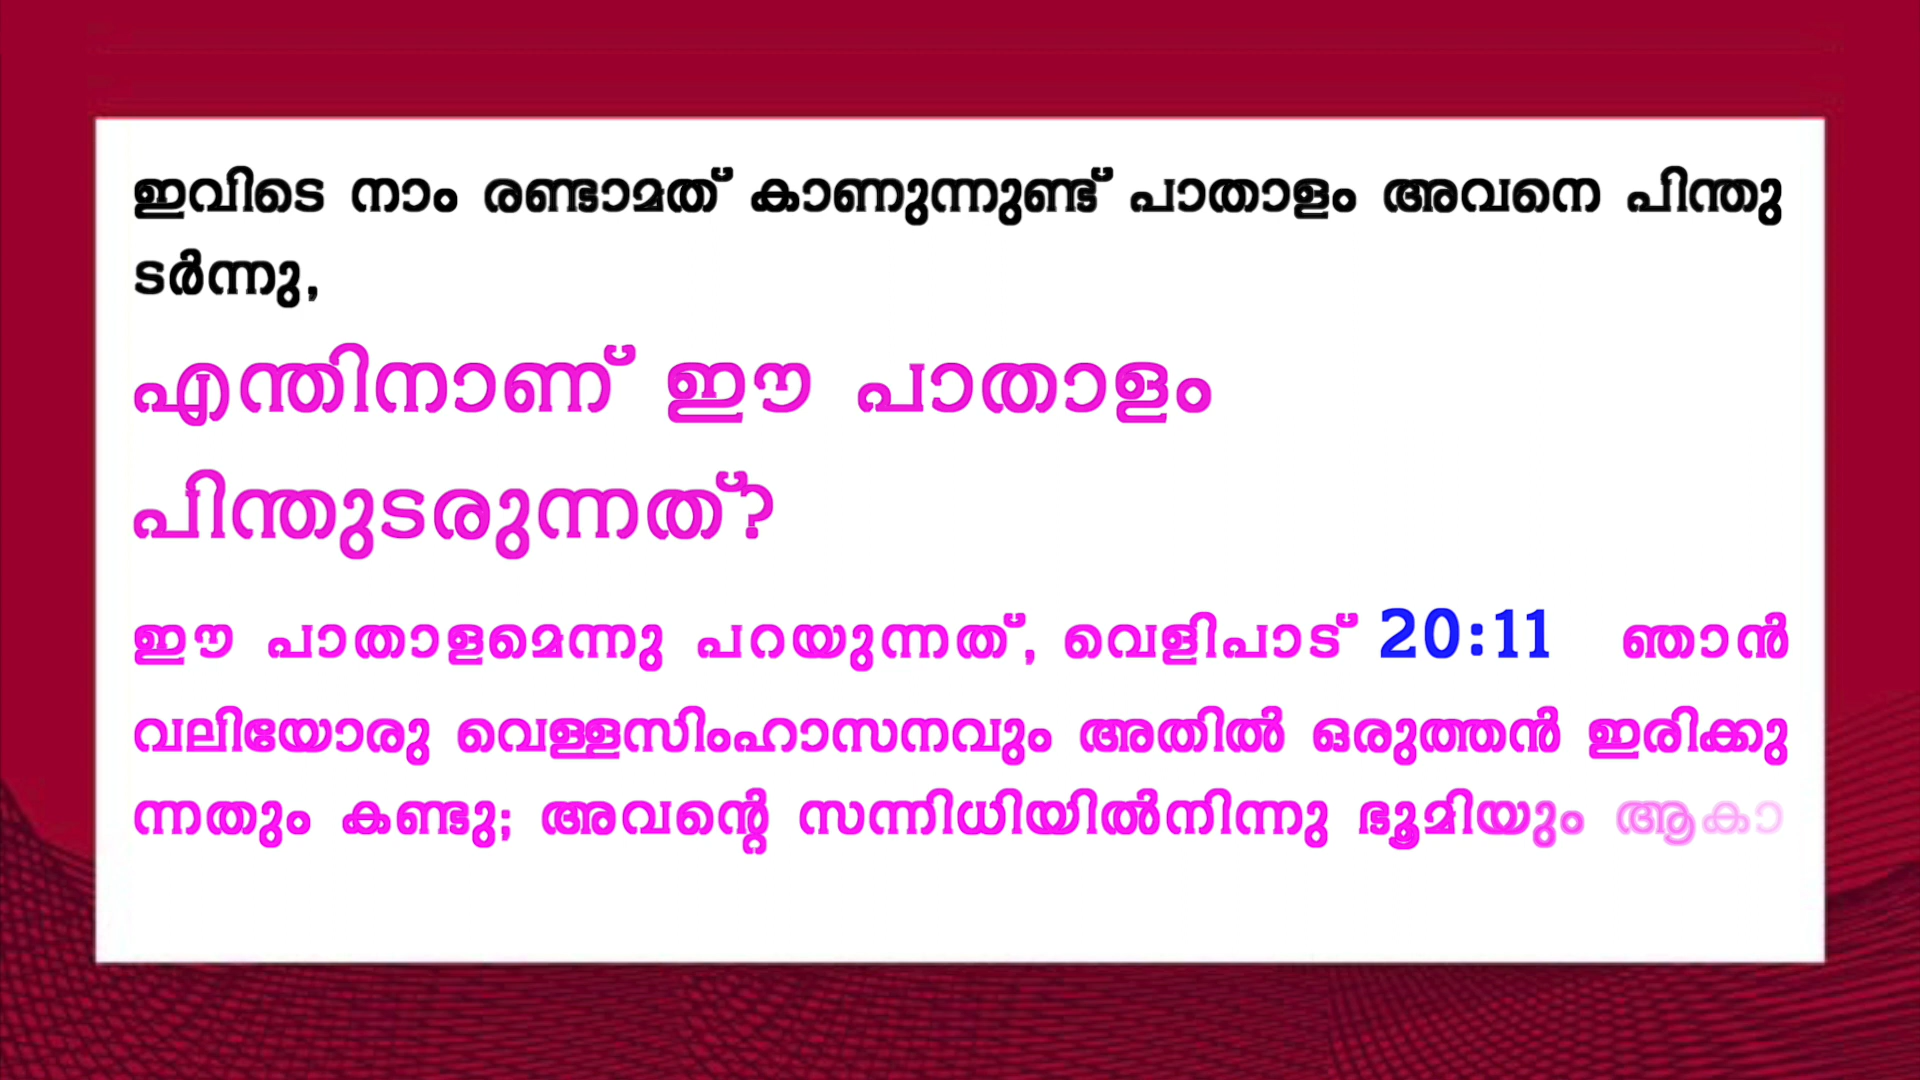 ഇവിടെ നാം രണ്ടാമത് കാണുന്നുണ്ട് പാതാളം അവനെ പിന്തു
ടർന്നു,
എന്തിനാണ് ഈ പാതാളം
പിന്തുടരുന്നത്?
ഈ പാതാളമെന്നു പറയുന്നത്, വെളിപാട് 20:11 ഞാൻ
വലിയോരു വെള്ളസിംഹാസനവും അതിൽ ഒരുത്തൻ ഇരിക്കു
ന്നതും കണ്ടു; അവന്റെ സന്നിധിയിൽനിന്നു ഭൂമിയും ആകാ